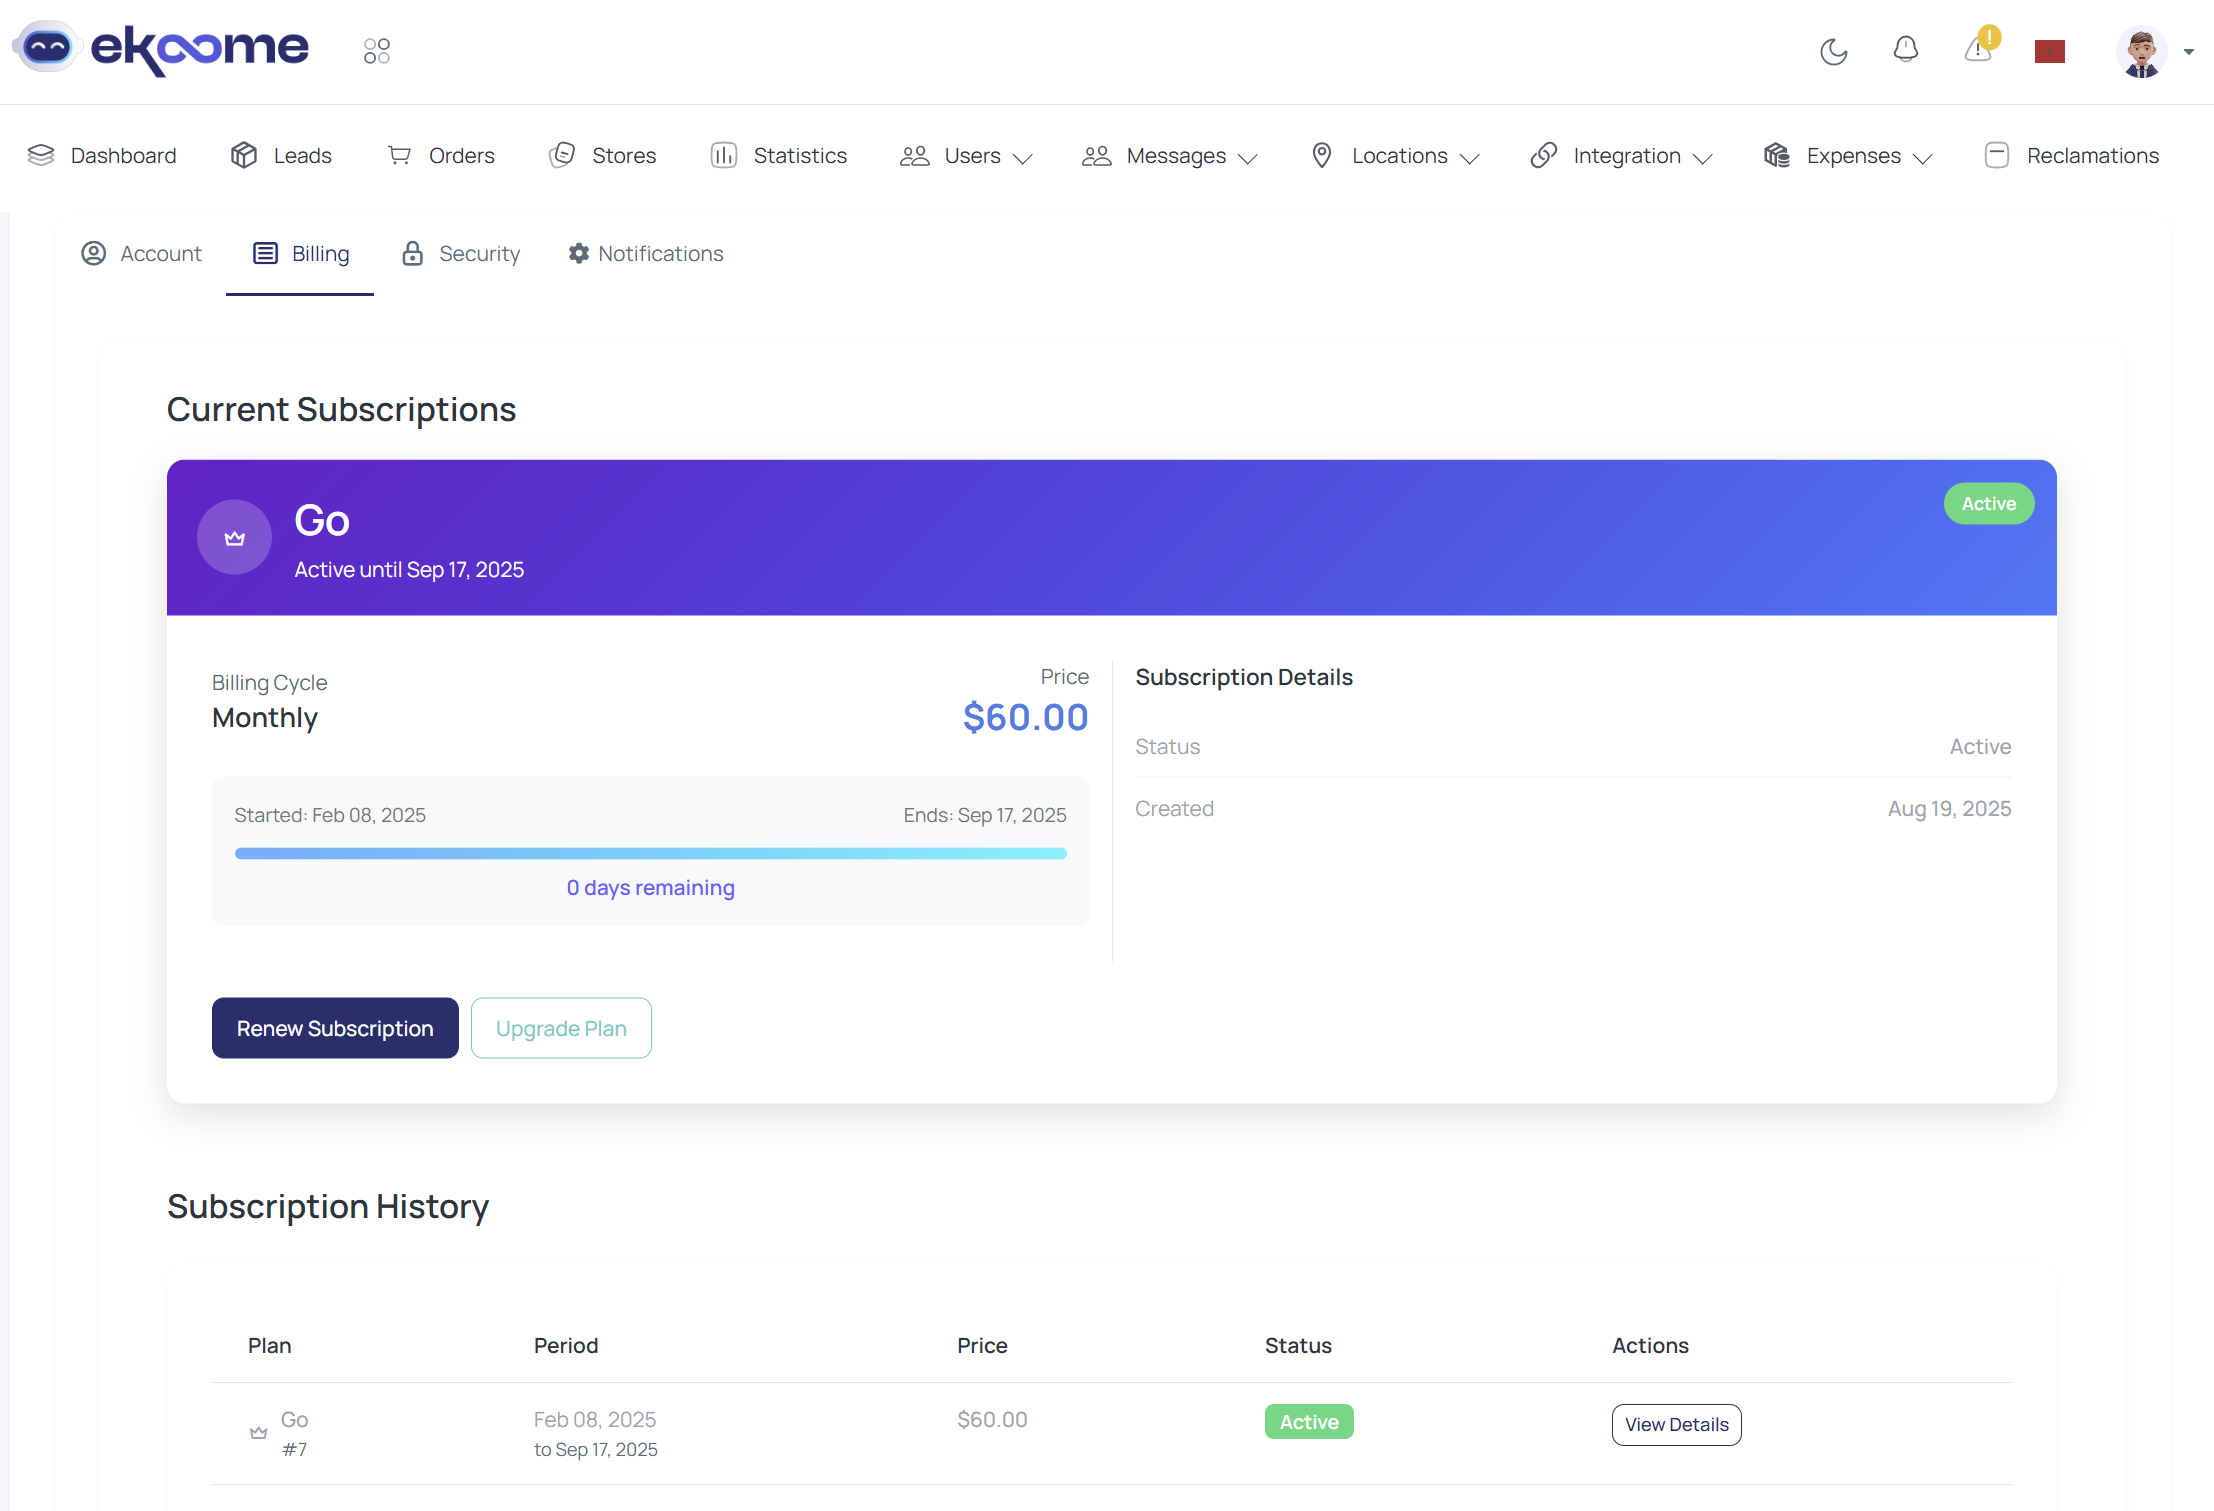 ekoome
Dashboard Leads Orders Stores Statistics Users Messages Locations Integration Expenses Reclamations
Account Billing Security Notifications
Current Subscriptions
Go
Active until Sep 17, 2025
Active
Billing Cycle
Monthly
Price
$60.00
Started: Feb 08, 2025 Ends: Sep 17, 2025
0 days remaining
Subscription Details
Status Active
Created Aug 19, 2025
Renew Subscription Upgrade Plan
Subscription History
Plan Period Price Status Actions
Go Feb 08, 2025 $60.00 Active View Details
#7 to Sep 17, 2025